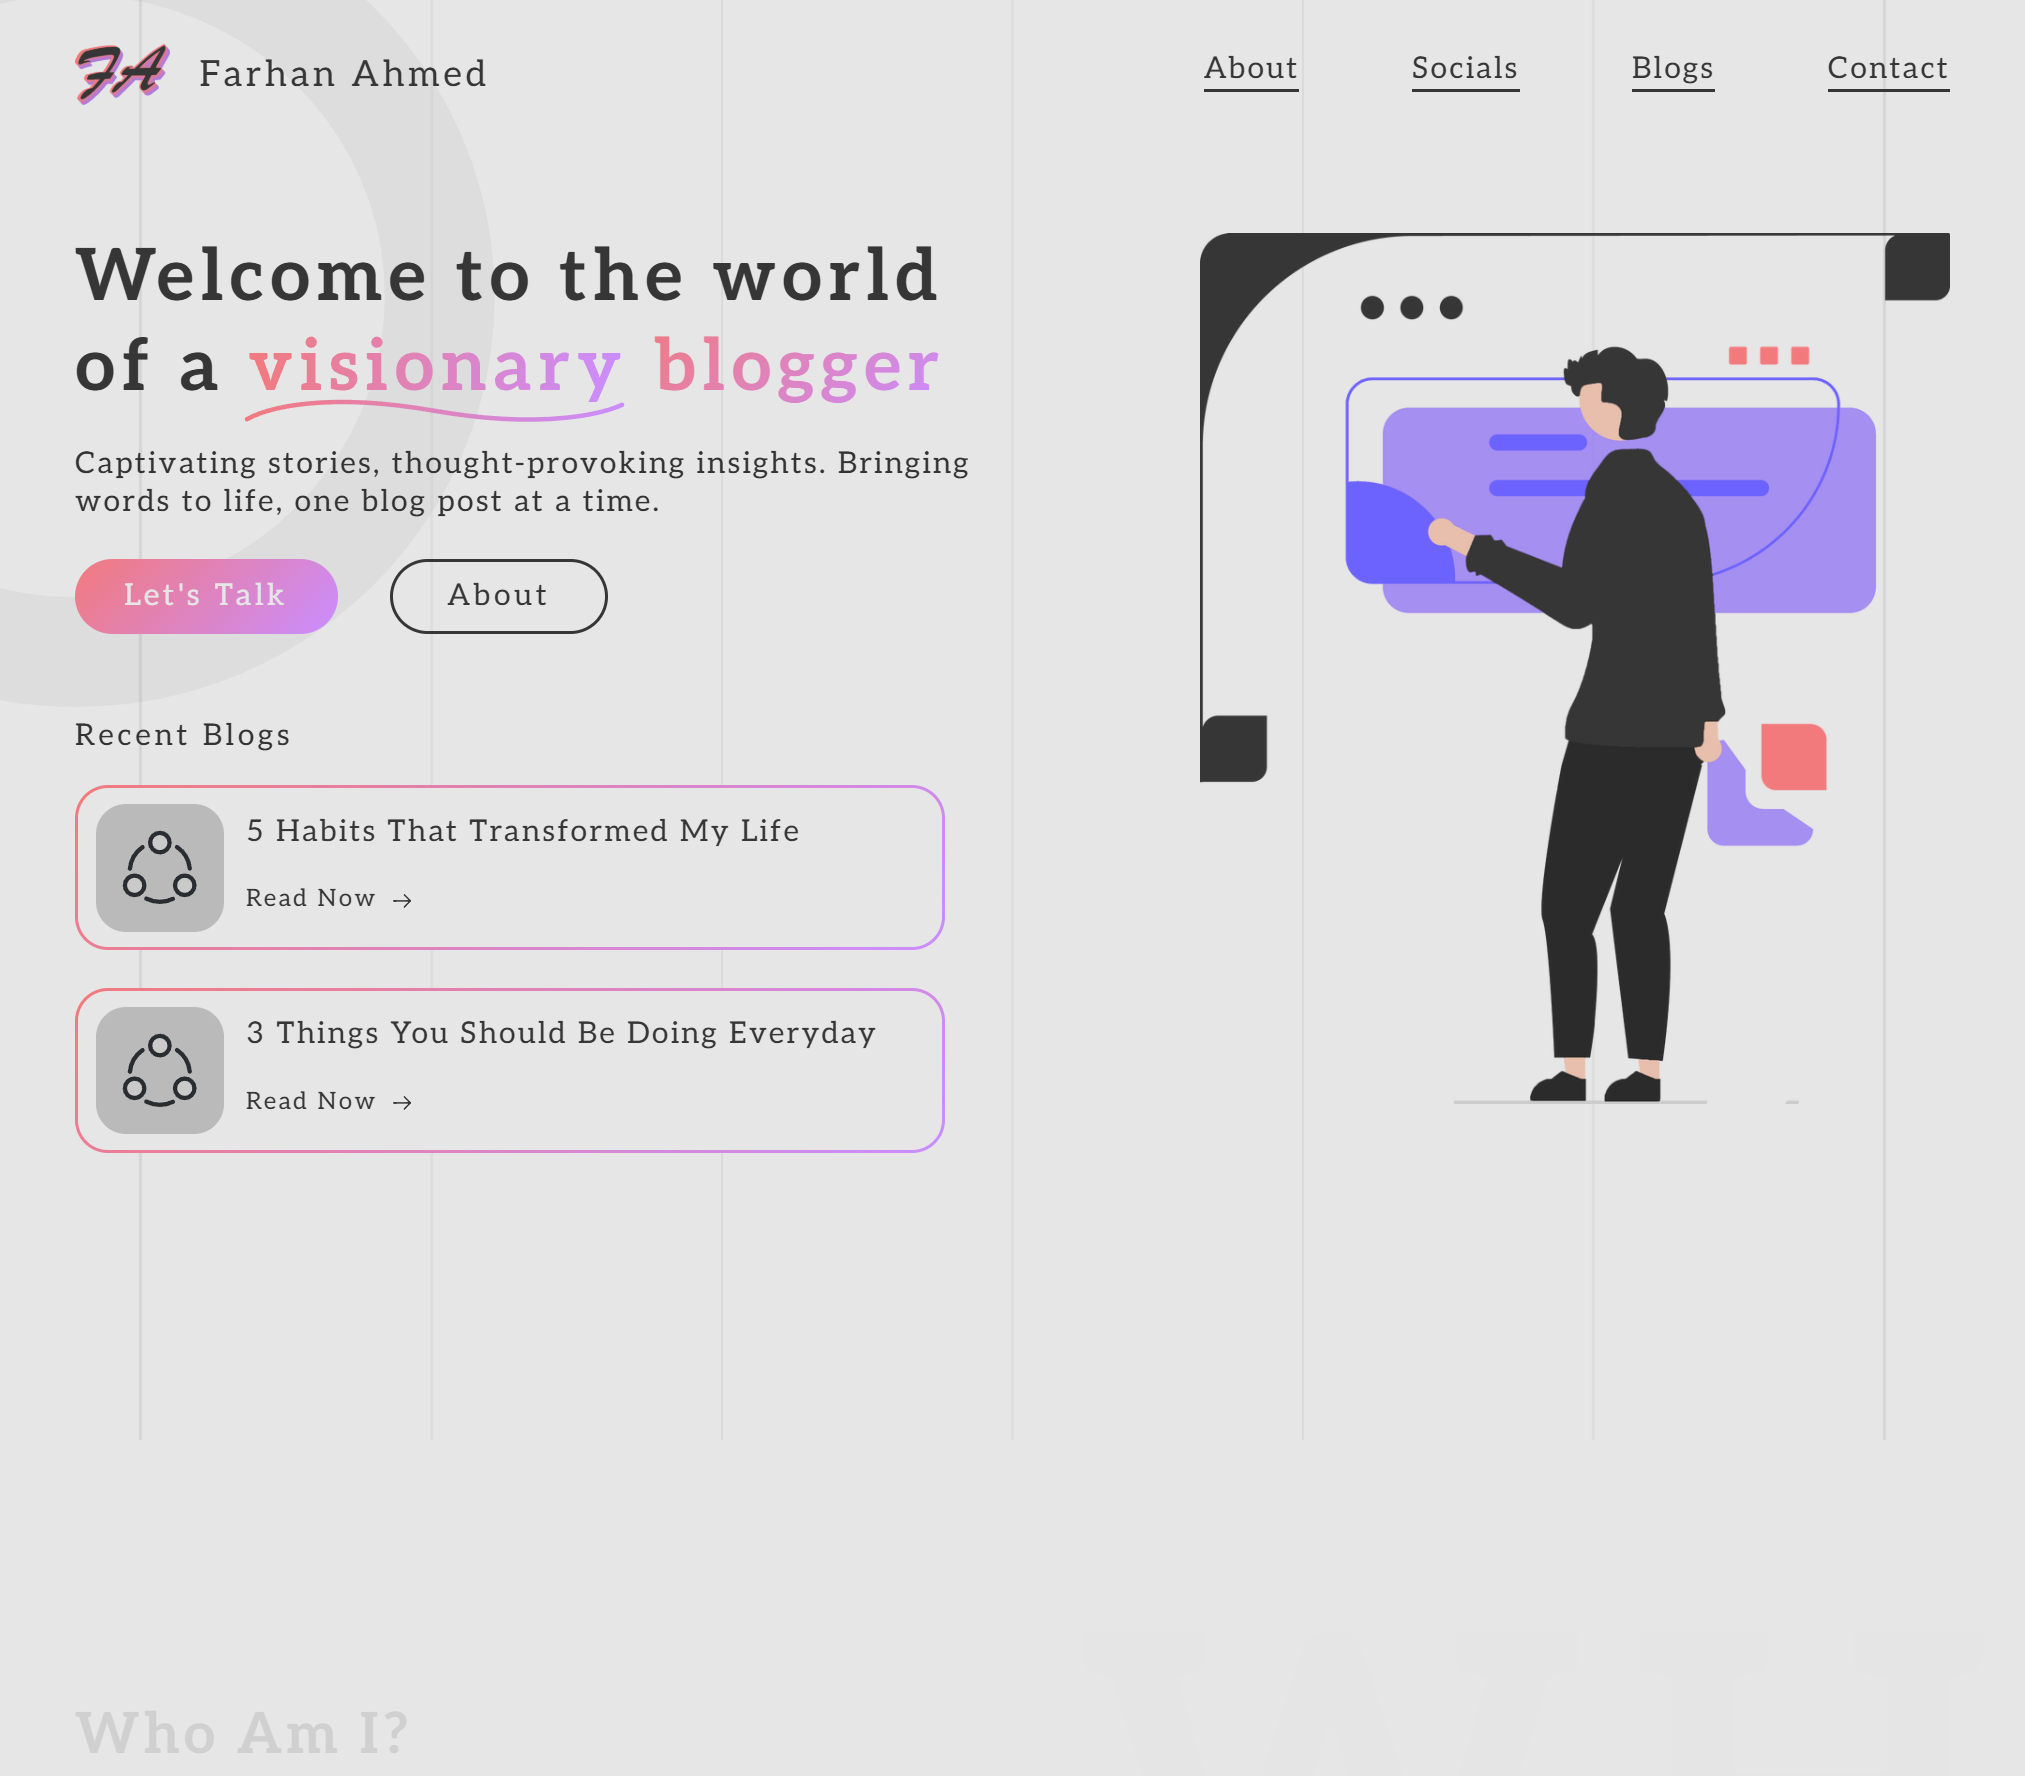 FA
Farhan Ahmed
About
Socials
Blogs
Contact
Welcome to the world
of a visionary blogger
Captivating stories, thought-provoking insights. Bringing
words to life, one blog post at a time.
Let's Talk
About
Recent Blogs
5 Habits That Transformed My Life
Read Now →
3 Things You Should Be Doing Everyday
Read Now →
Who Am I?